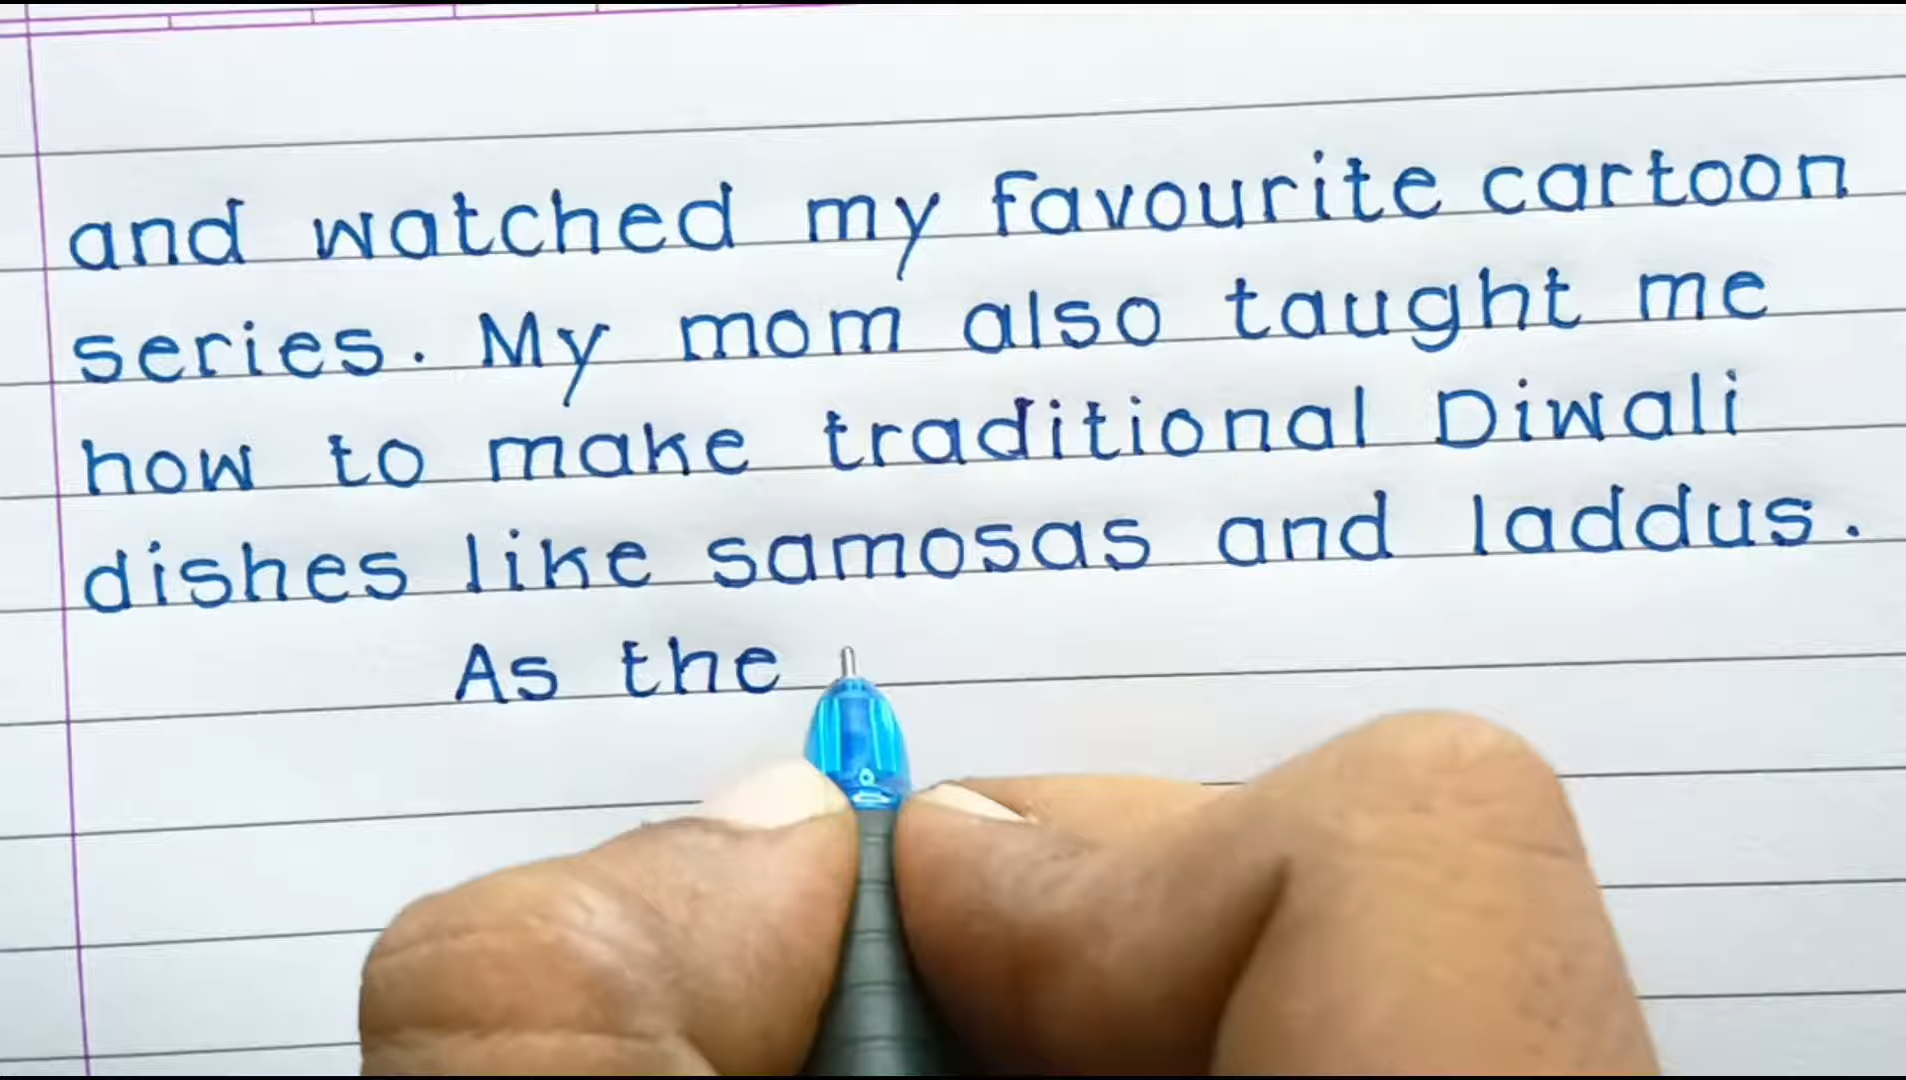 and watched my favourite cartoon
series. My mom also taught me
how to make traditional Diwali
dishes like samosas and laddus.
As the